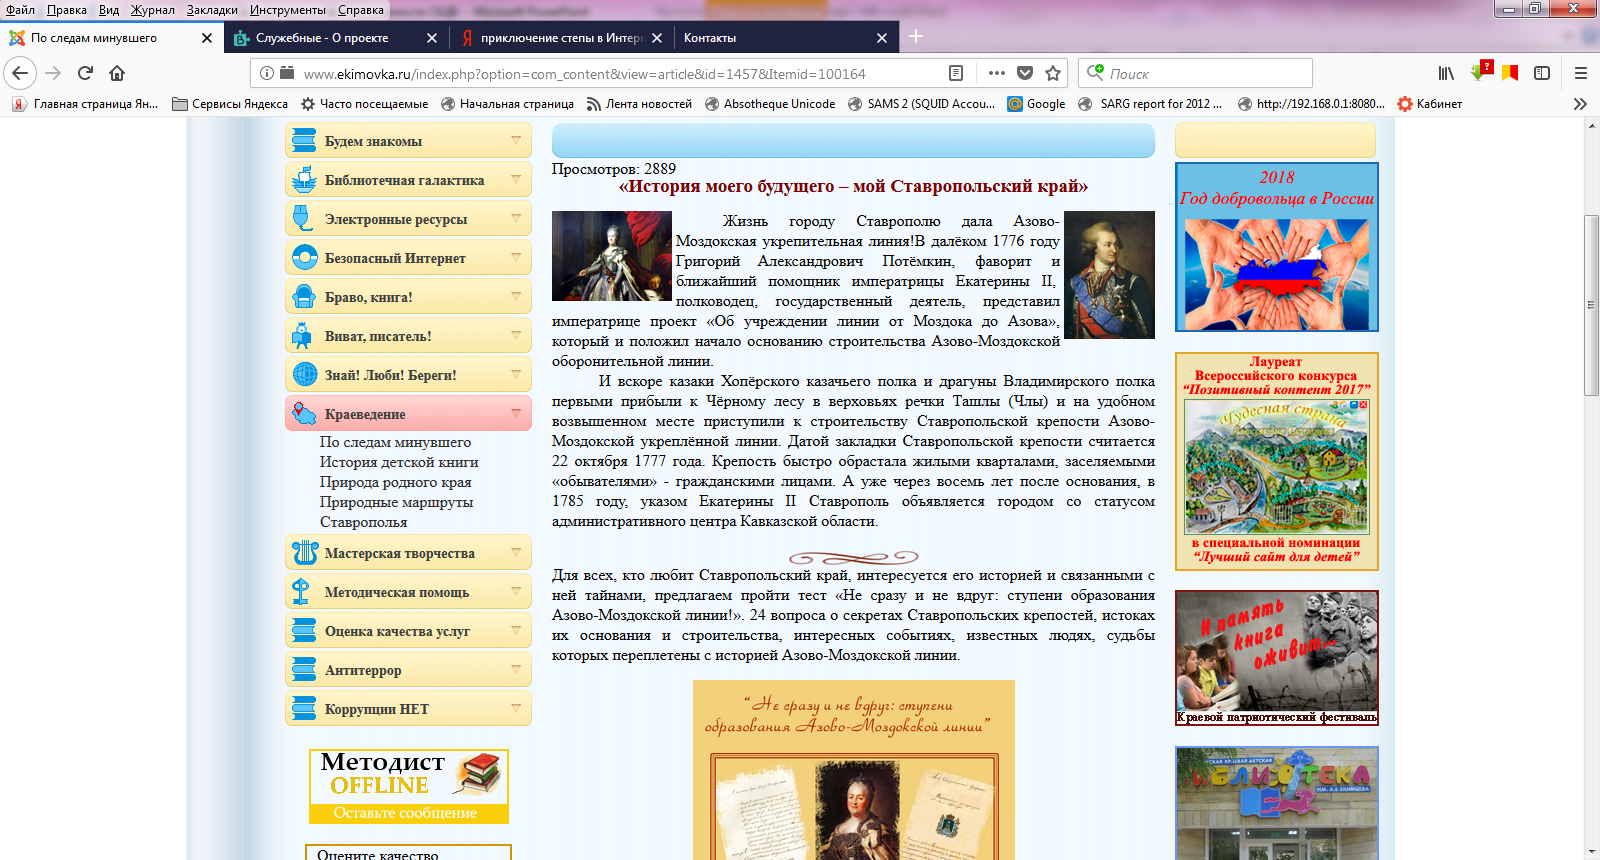 Файл Правка Вид Журнал Закладки Инструменты Справка
По следам минувшего
Служебные - О проекте
приключение степы в Интерн
Контакты
www.ekimovka.ru/index.php?option=com_content&view=article&id=1457&Itemid=100164
Поиск
Главная страница Ян...
Сервисы Яндекса
Часто посещаемые
Начальная страница
Лента новостей
Absotheque Unicode
SAMS 2 (SQUID Accou...
Google
SARG report for 2012 ...
http://192.168.0.1:8080...
Кабинет
Будем знакомы
Библиотечная галактика
Электронные ресурсы
Безопасный Интернет
Браво, книга!
Виват, писатель!
Знай! Люби! Береги!
Краеведение
По следам минувшего
История детской книги
Природа родного края
Природные маршруты
Ставрополья
Мастерская творчества
Методическая помощь
Оценка качества услуг
Антитеррор
Коррупции НЕТ
Методист
OFFLINE
Оставьте сообщение
Оцените качество
Просмотров: 2889
«История моего будущего – мой Ставропольский край»
Жизнь городу Ставрополю дала Азово-
Моздокская укрепительная линия!В далёком 1776 году
Григорий Александрович Потёмкин, фаворит и
ближайший помощник императрицы Екатерины II,
полководец, государственный деятель, представил
императрице проект «Об учреждении линии от Моздока до Азова»,
который и положил начало основанию строительства Азово-Моздокской
оборонительной линии.
И вскоре казаки Хопёрского казачьего полка и драгуны Владимирского полка
первыми прибыли к Чёрному лесу в верховьях речки Ташлы (Члы) и на удобном
возвышенном месте приступили к строительству Ставропольской крепости Азово-
Моздокской укреплённой линии. Датой закладки Ставропольской крепости считается
22 октября 1777 года. Крепость быстро обрастала жилыми кварталами, заселяемыми
«обывателями» - гражданскими лицами. А уже через восемь лет после основания, в
1785 году, указом Екатерины II Ставрополь объявляется городом со статусом
административного центра Кавказской области.
Для всех, кто любит Ставропольский край, интересуется его историей и связанными с
ней тайнами, предлагаем пройти тест «Не сразу и не вдруг: ступени образования
Азово-Моздокской линии!». 24 вопроса о секретах Ставропольских крепостей, истоках
их основания и строительства, интересных событиях, известных людях, судьбы
которых переплетены с историей Азово-Моздокской линии.
“ Не сразу и не вдруг: ступени
образования Азово-Моздокской линии”
2018
Год добровольца в России
Лауреат
Всероссийского конкурса
“Позитивный контент 2017”
Чудесная страна
в специальной номинации
“Лучший сайт для детей”
И память
книга
оживит...
Краевой патриотический фестиваль
БИБЛИОТЕКА